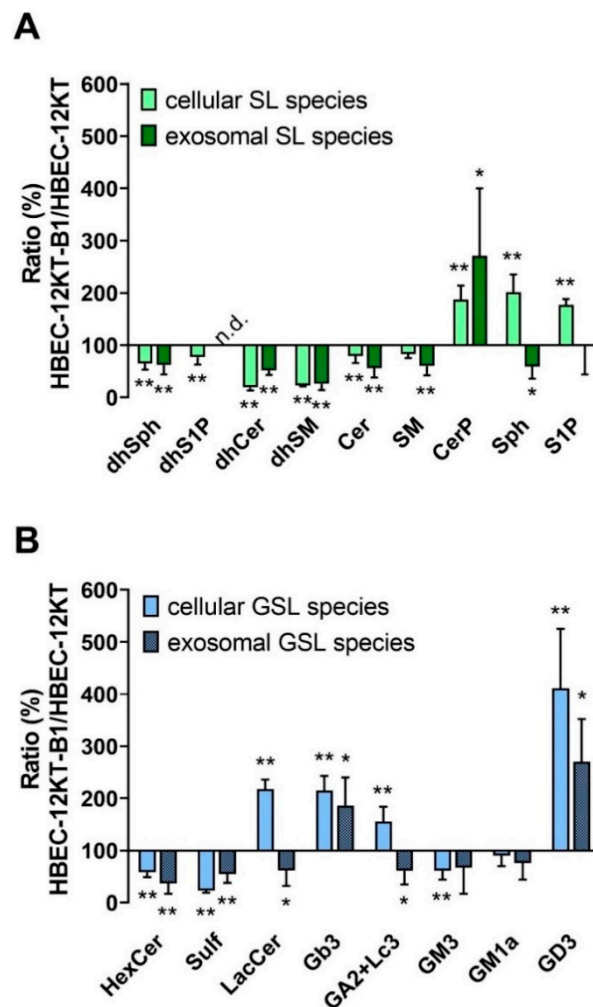 A
600
500
400
300
200
100
0
Ratio (%)
HBEC-12KT-B1/HBEC-12KT
cellular SL species
exosomal SL species
**
**
**
n.d.
**
**
**
**
**
**
**
**
*
**
*
**
dhSph
dhS1P
dhCer
dhSM
Cer
SM
CerP
Sph
S1P
B
600
500
400
300
200
100
0
Ratio (%)
HBEC-12KT-B1/HBEC-12KT
cellular GSL species
exosomal GSL species
**
**
**
**
**
*
**
*
**
*
**
**
*
HexCer
Sulf
LacCer
Gb3
GA2+Lc3
GM3
GM1a
GD3